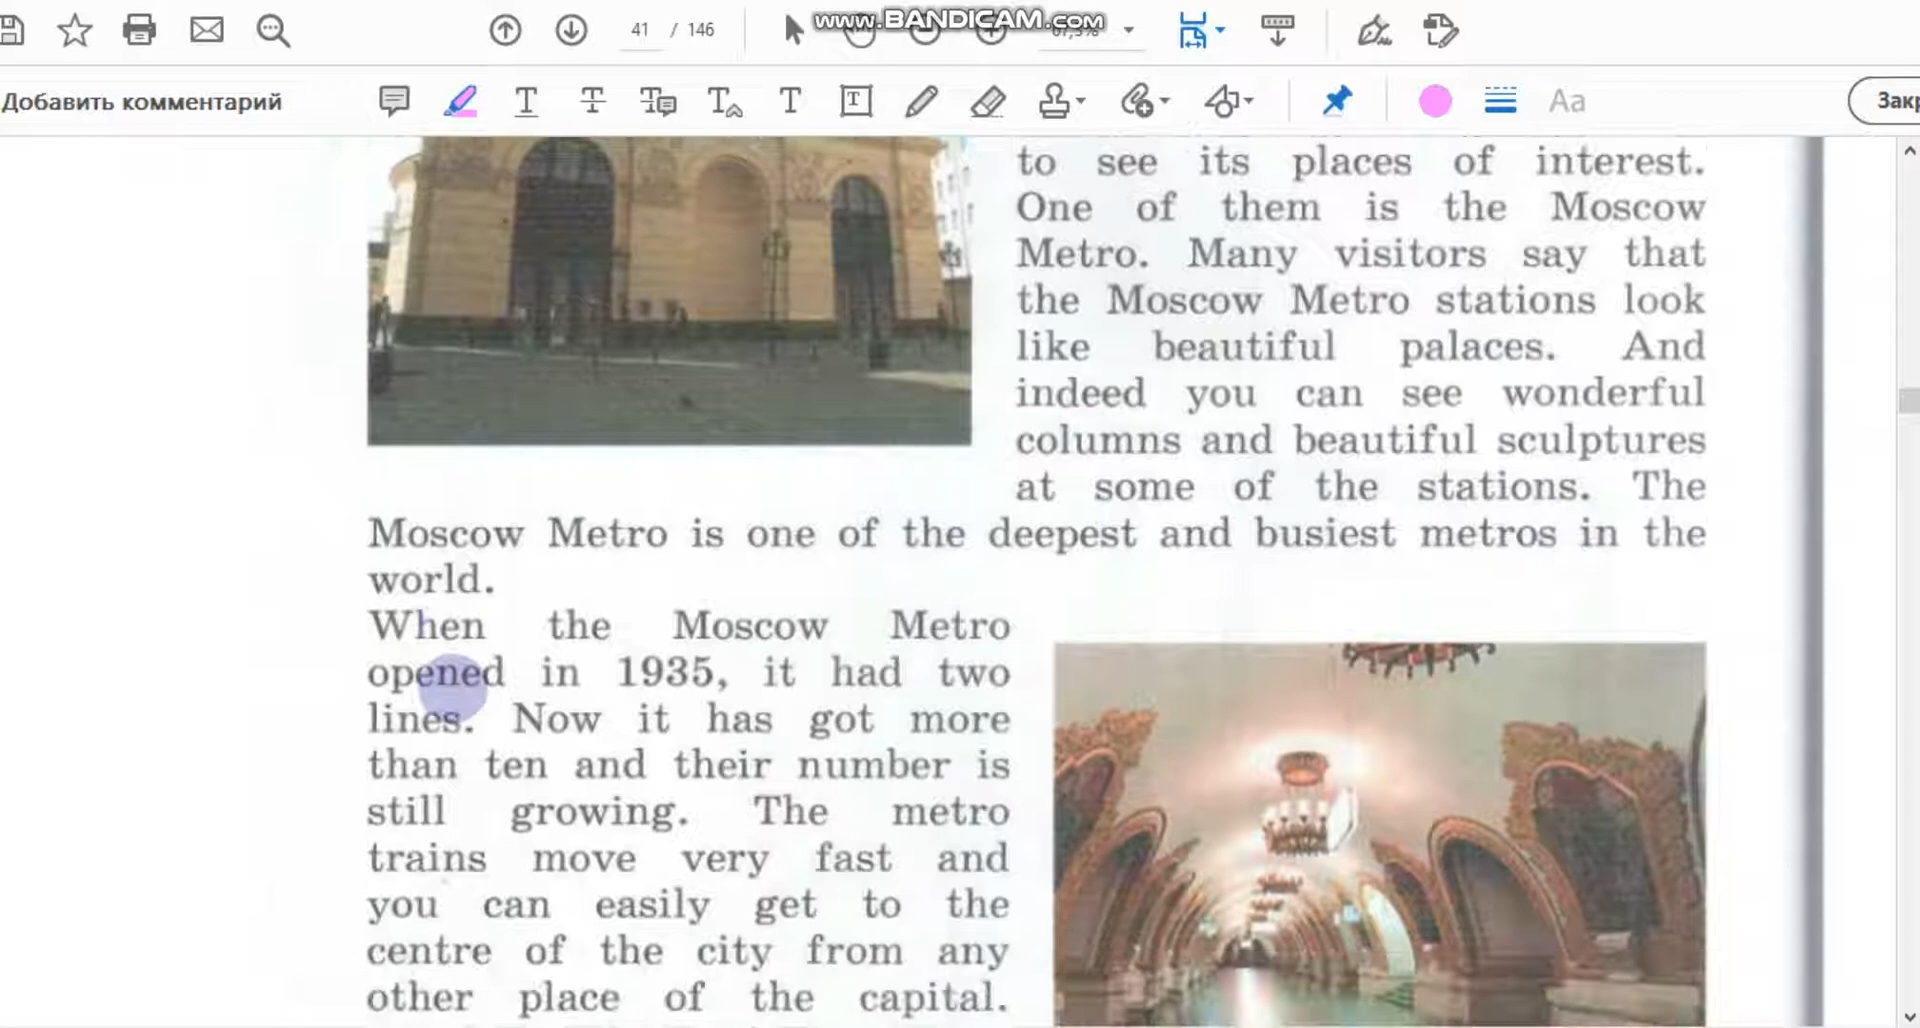 www.BANDICAM.com
41 / 146
67,5%
Добавить комментарий
Aa
Закр
to see its places of interest.
One of them is the Moscow
Metro. Many visitors say that
the Moscow Metro stations look
like beautiful palaces. And
indeed you can see wonderful
columns and beautiful sculptures
at some of the stations. The
Moscow Metro is one of the deepest and busiest metros in the
world.
When the Moscow Metro
opened in 1935, it had two
lines. Now it has got more
than ten and their number is
still growing. The metro
trains move very fast and
you can easily get to the
centre of the city from any
other place of the capital.